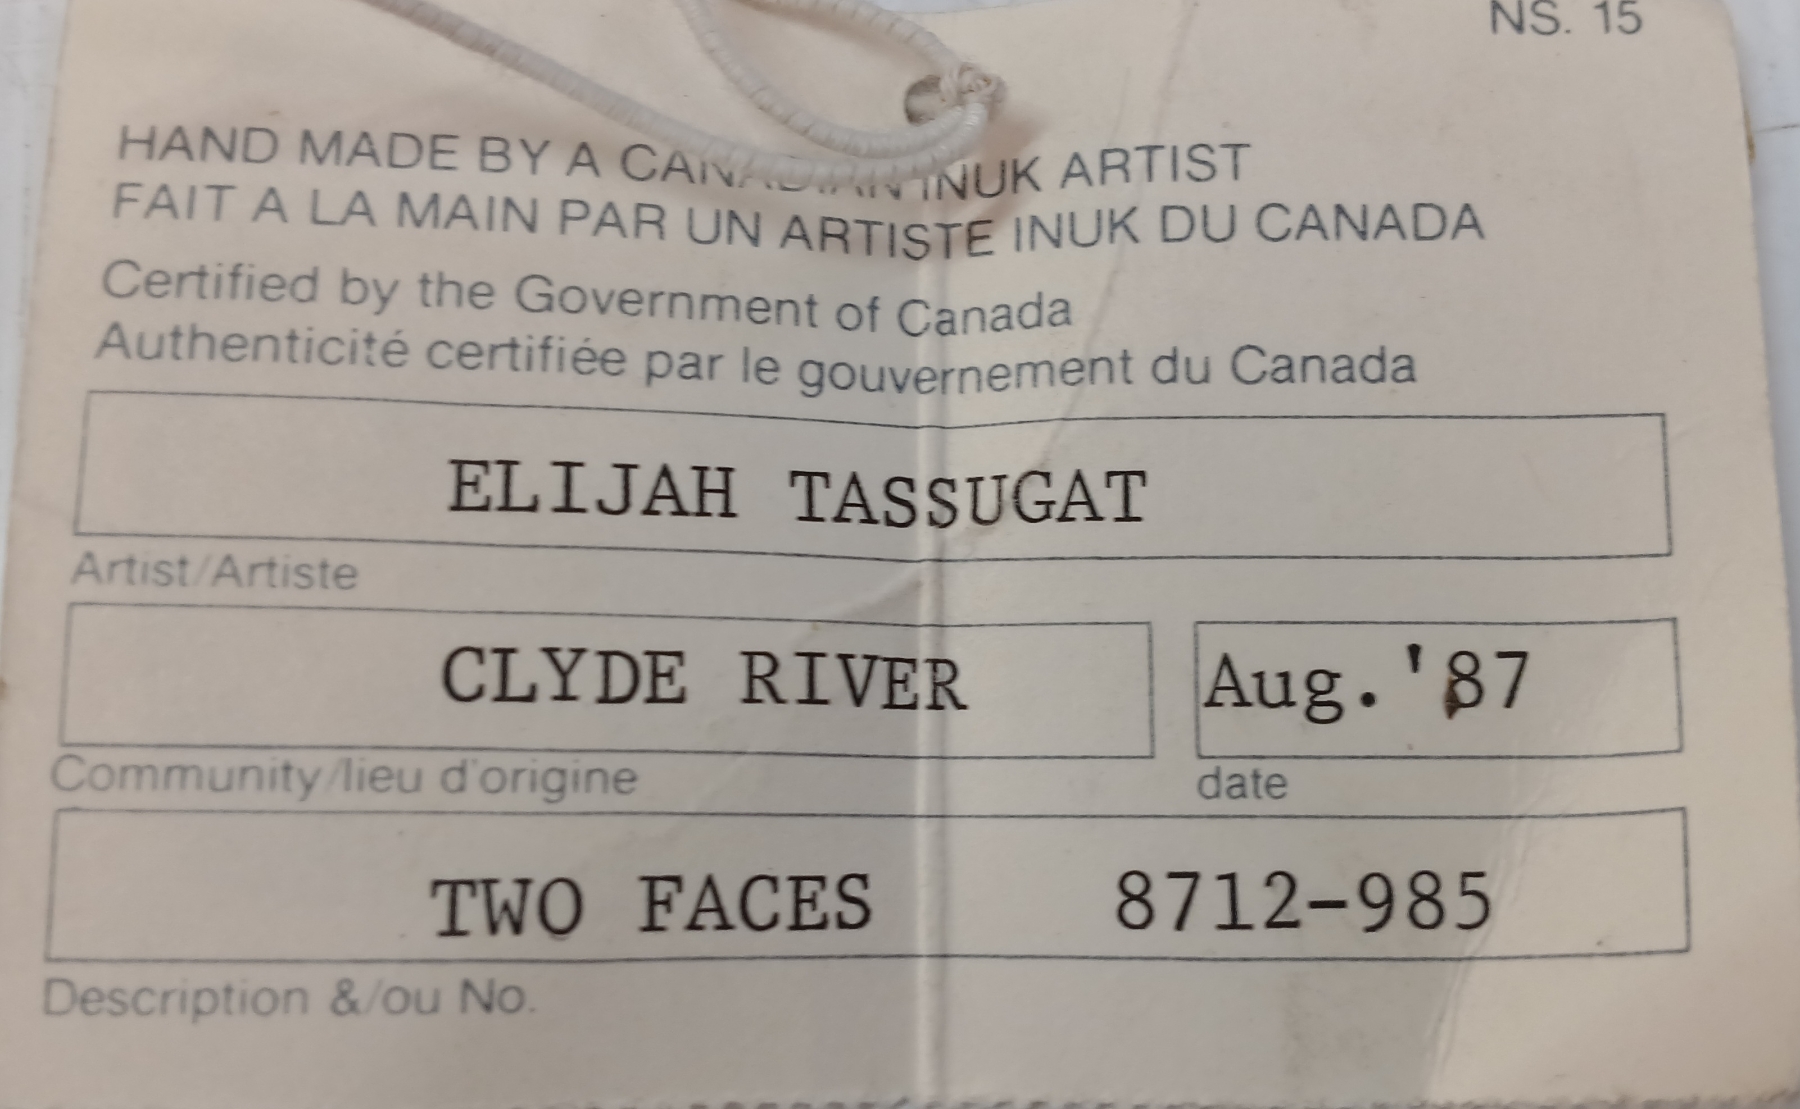 NS. 15
HAND MADE BY A CANADIAN INUK ARTIST
FAIT A LA MAIN PAR UN ARTISTE INUK DU CANADA
Certified by the Government of Canada
Authenticité certifiée par le gouvernement du Canada
ELIJAH TASSUGAT
Artist/Artiste
CLYDE RIVER
Aug. '87
Community/lieu d'origine
date
TWO FACES 8712-985
Description &/ou No.